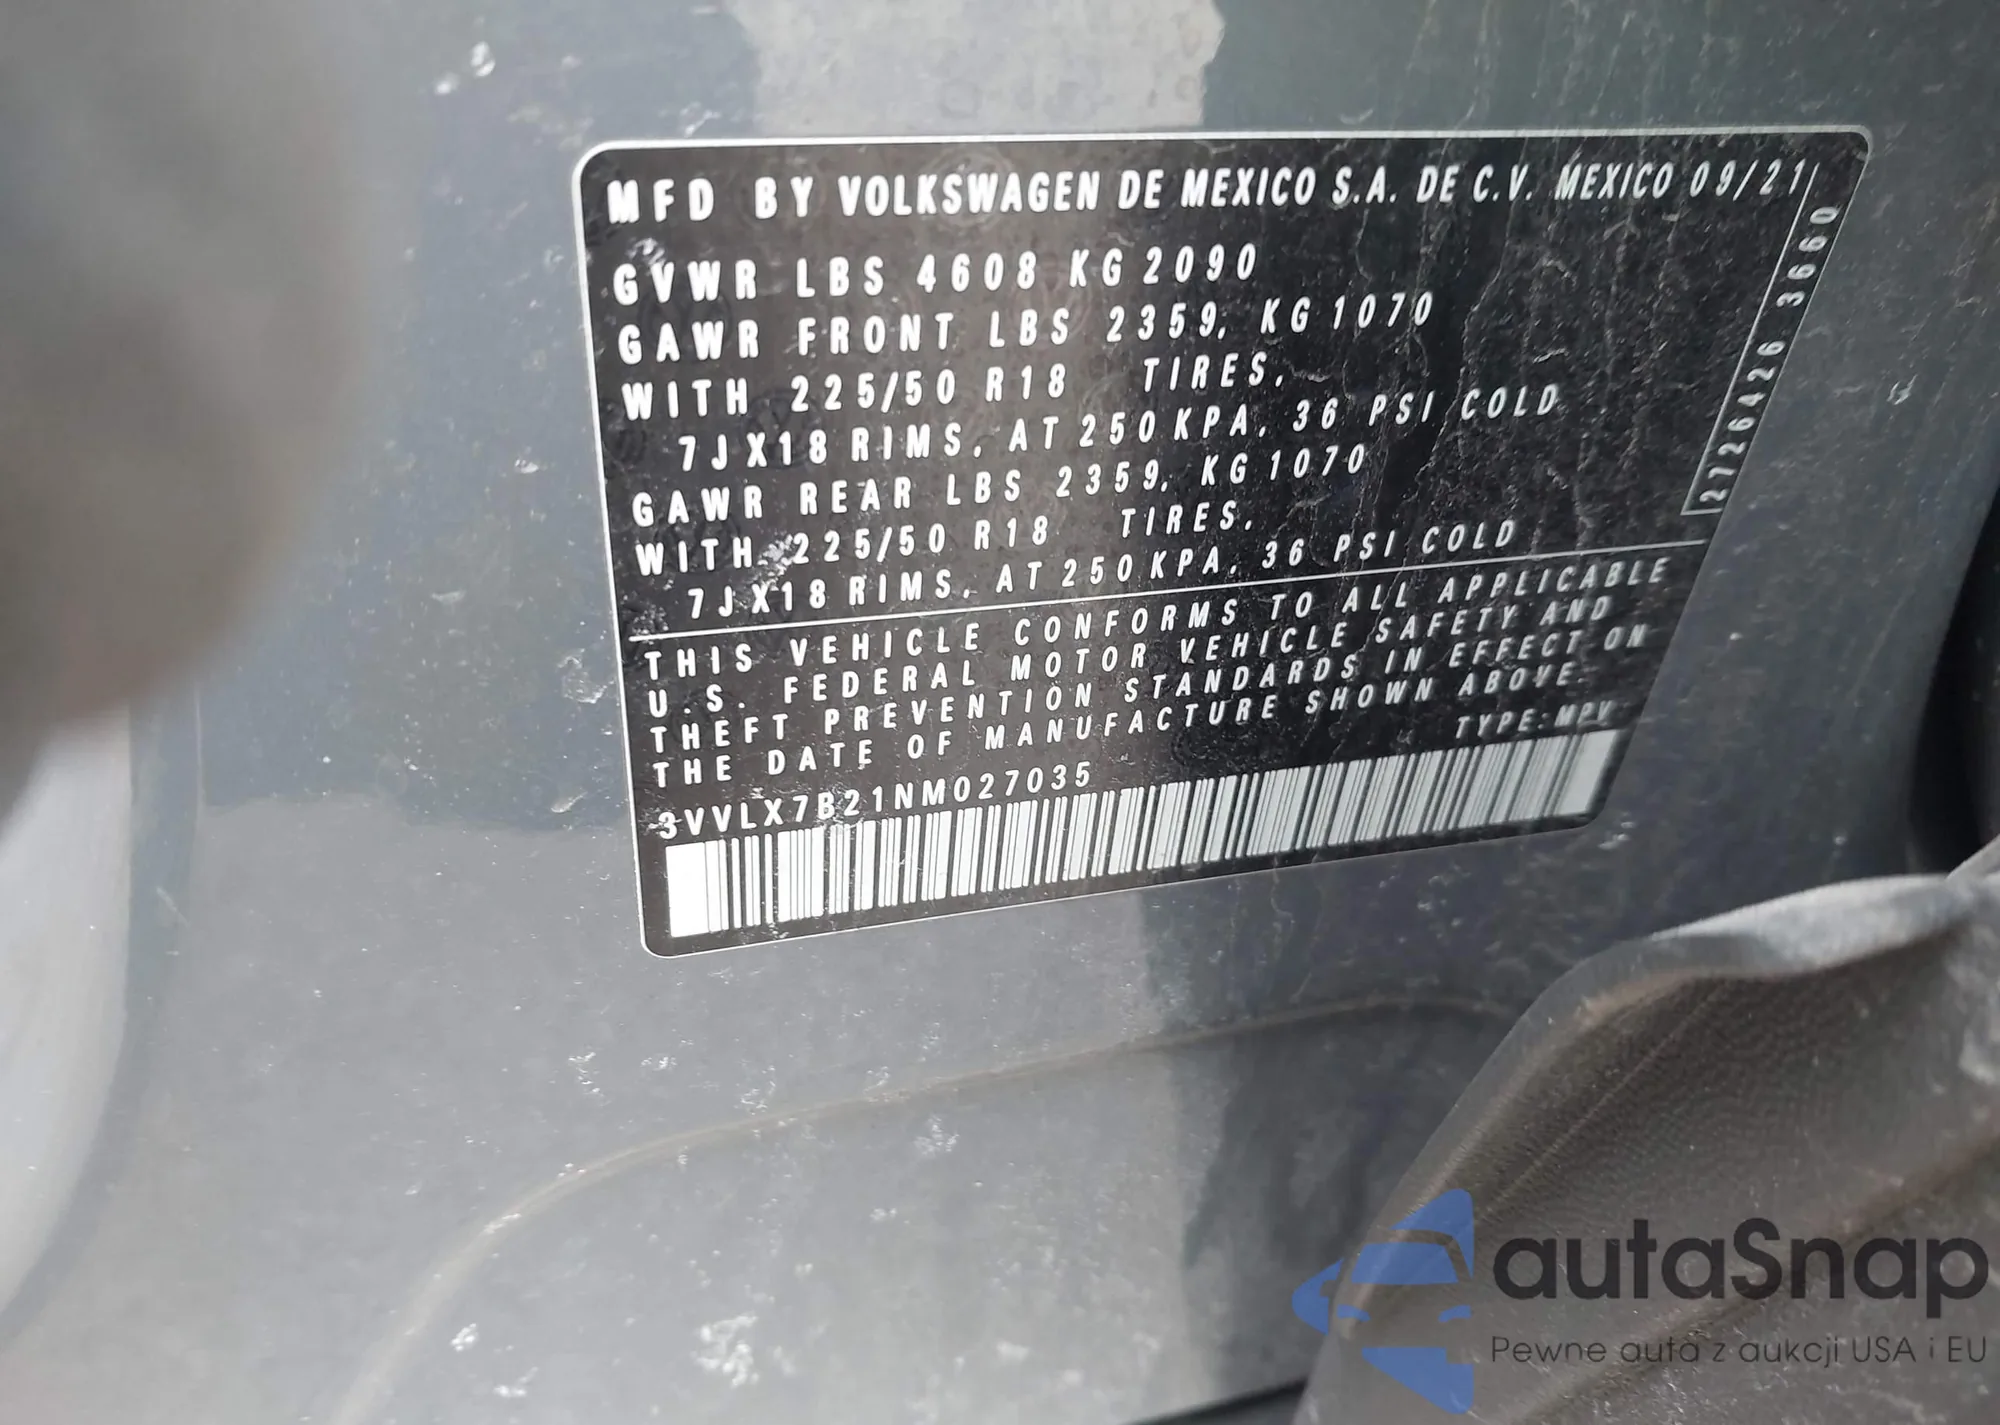 MFD BY VOLKSWAGEN DE MEXICO S.A. DE C.V. MEXICO 09/21
GVWR LBS 4608 KG 2090
GAWR FRONT LBS 2359, KG 1070
WITH 225/50 R18 TIRES,
7JX18 RIMS, AT 250 KPA, 36 PSI COLD
GAWR REAR LBS 2359, KG 1070
WITH 225/50 R18 TIRES,
7JX18 RIMS, AT 250 KPA, 36 PSI COLD
27264426 3660
THIS VEHICLE CONFORMS TO ALL APPLICABLE
U.S. FEDERAL MOTOR VEHICLE SAFETY AND
THEFT PREVENTION STANDARDS IN EFFECT ON
THE DATE OF MANUFACTURE SHOWN ABOVE.
TYPE: MPV
3VVLX7B21NM027035
autaSnap
Pewne auta z aukcji USA i EU